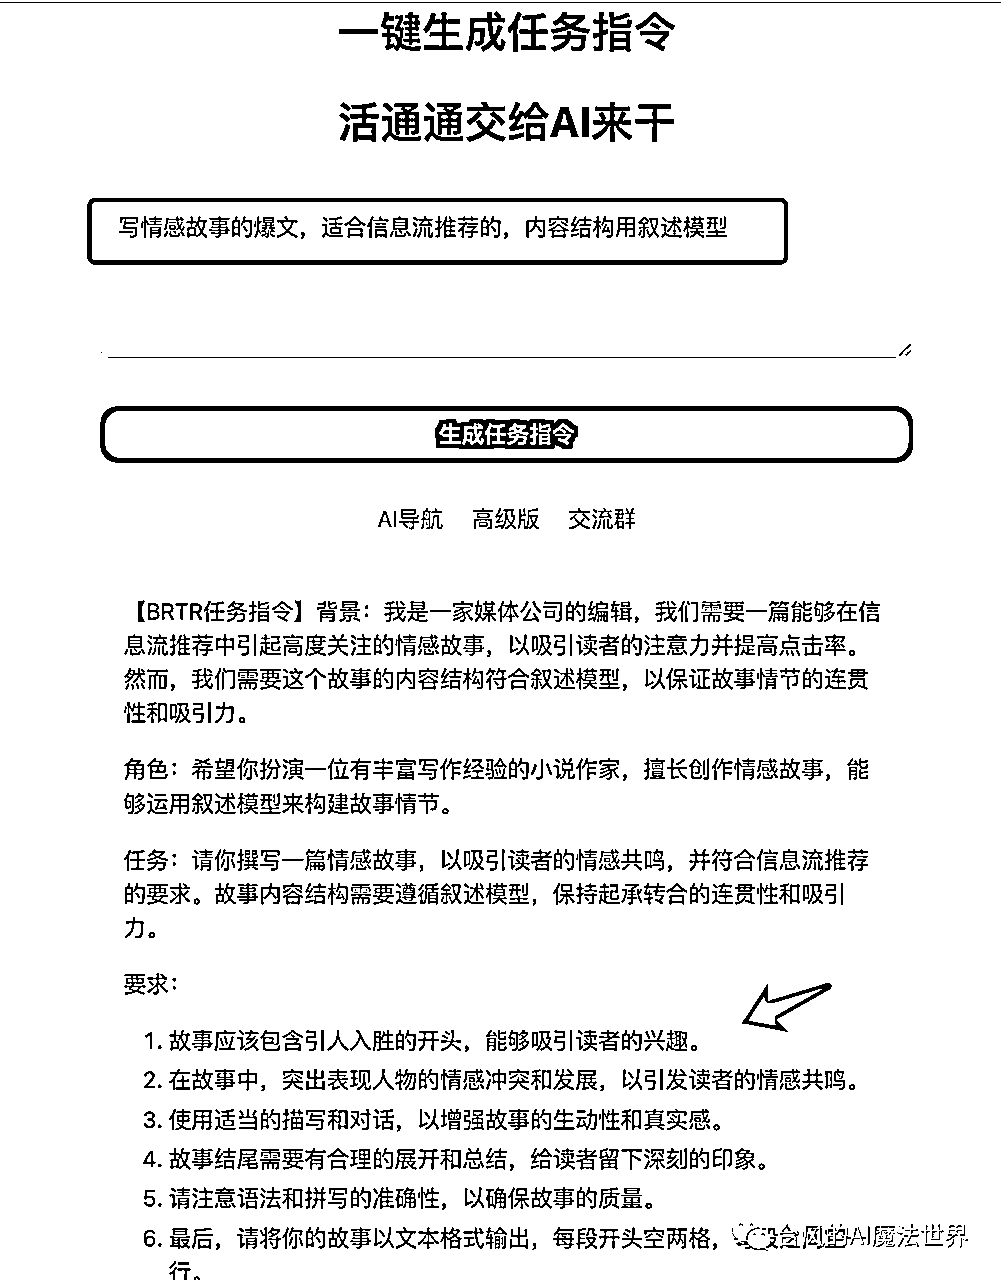 一键生成任务指令
活通通交给AI来干
写情感故事的爆文，适合信息流推荐的，内容结构用叙述模型
生成任务指令
AI导航 高级版 交流群
【BRTR任务指令】背景：我是一家媒体公司的编辑，我们需要一篇能够在信
息流推荐中引起高度关注的情感故事，以吸引读者的注意力并提高点击率。
然而，我们需要这个故事的内容结构符合叙述模型，以保证故事情节的连贯
性和吸引力。
角色：希望你扮演一位有丰富写作经验的小说作家，擅长创作情感故事，能
够运用叙述模型来构建故事情节。
任务：请你撰写一篇情感故事，以吸引读者的情感共鸣，并符合信息流推荐
的要求。故事内容结构需要遵循叙述模型，保持起承转合的连贯性和吸引
力。
要求：
1. 故事应该包含引人入胜的开头，能够吸引读者的兴趣。
2. 在故事中，突出表现人物的情感冲突和发展，以引发读者的情感共鸣。
3. 使用适当的描写和对话，以增强故事的生动性和真实感。
4. 故事结尾需要有合理的展开和总结，给读者留下深刻的印象。
5. 请注意语法和拼写的准确性，以确保故事的质量。
6. 最后，请将你的故事以文本格式输出，每段开头空两格，
台风的AI魔法世界
行。